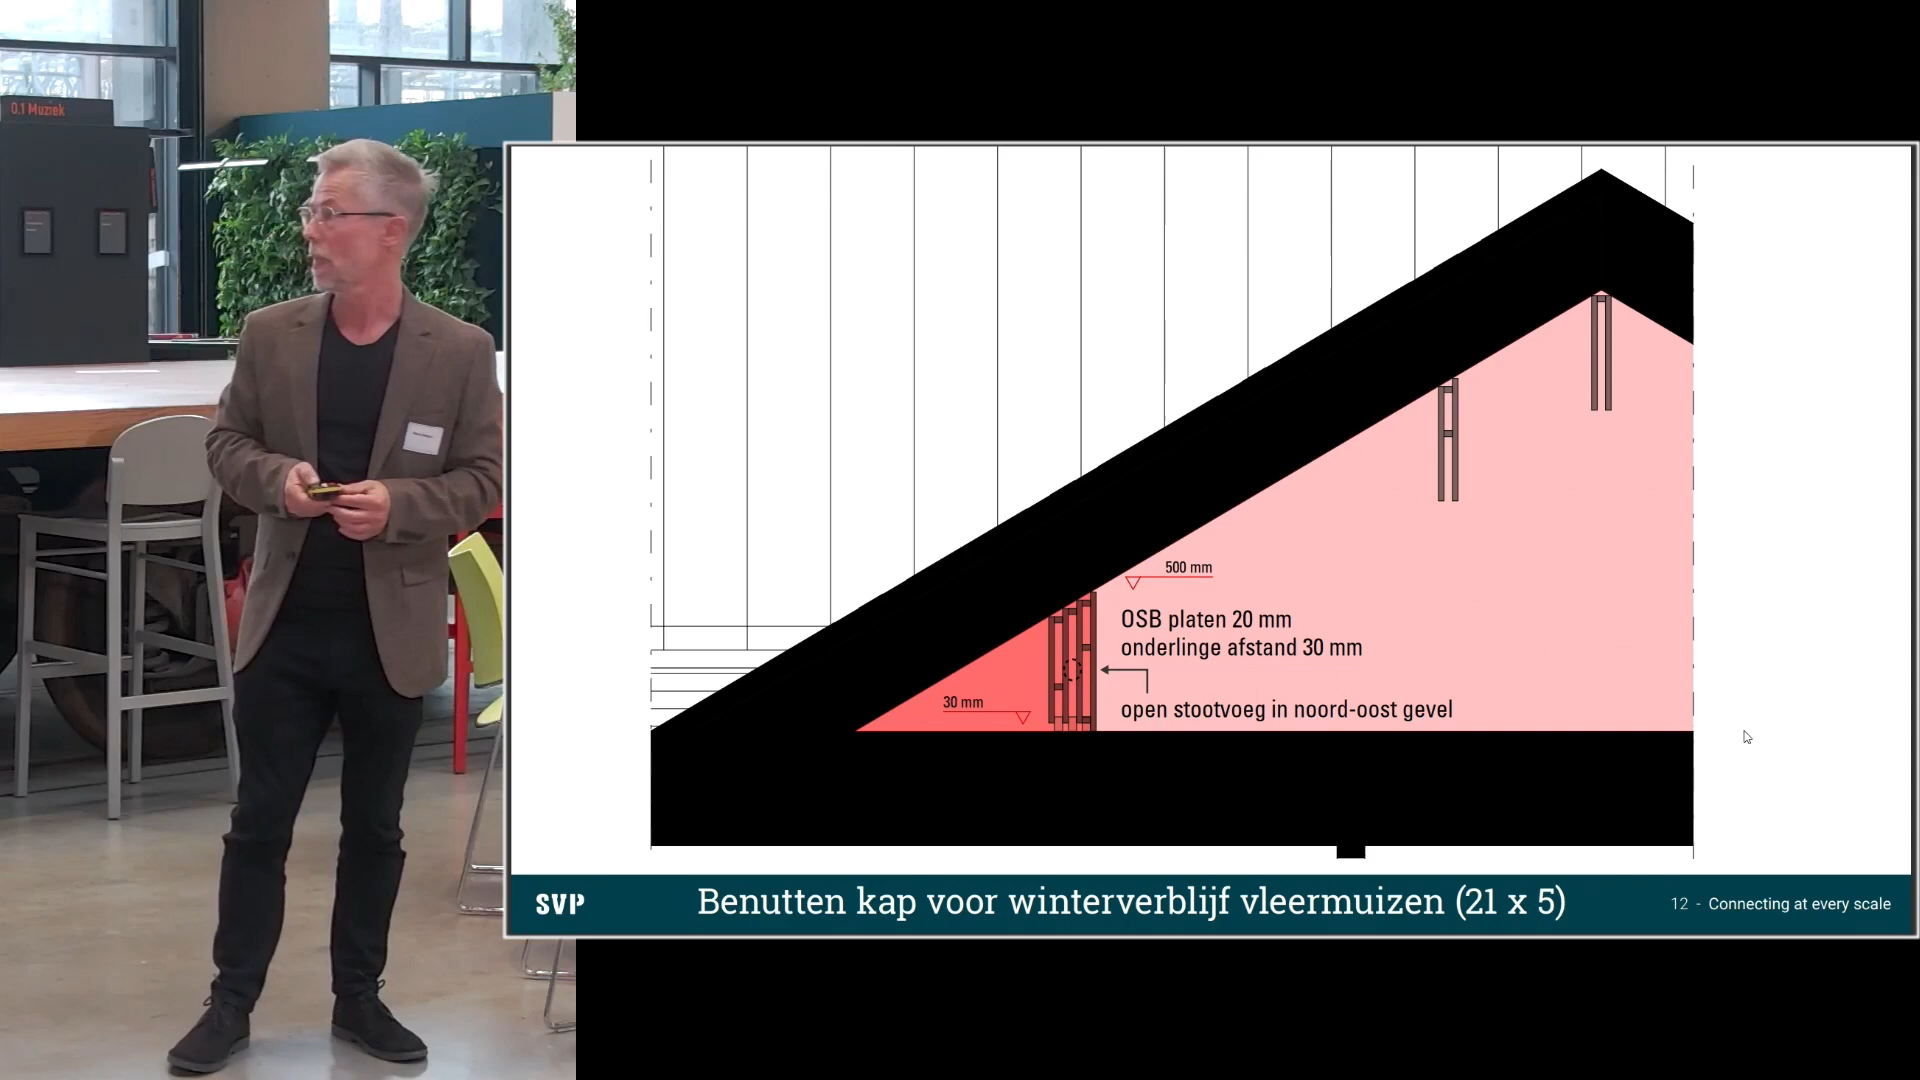 0.1 Muziek
500 mm
OSB platen 20 mm
onderlinge afstand 30 mm
30 mm
open stootvoeg in noord-oost gevel
SVP
Benutten kap voor winterverblijf vleermuizen (21 x 5)
12 - Connecting at every scale